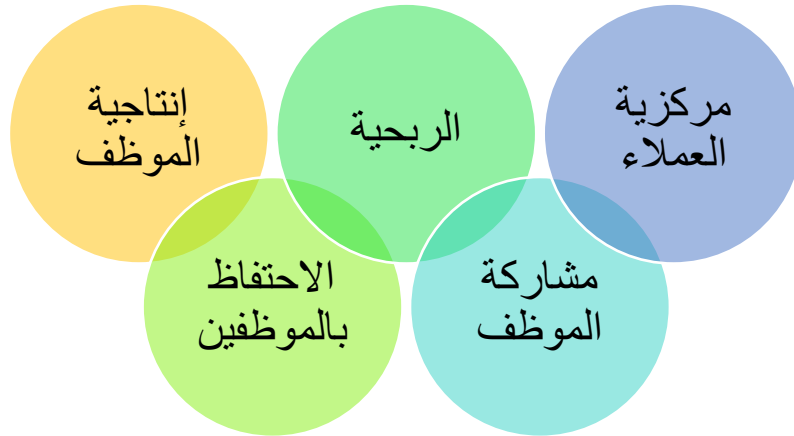 مركزية
العملاء
مشاركة
الموظف
الربحية
الاحتفاظ
بالموظفين
إنتاجية
الموظف